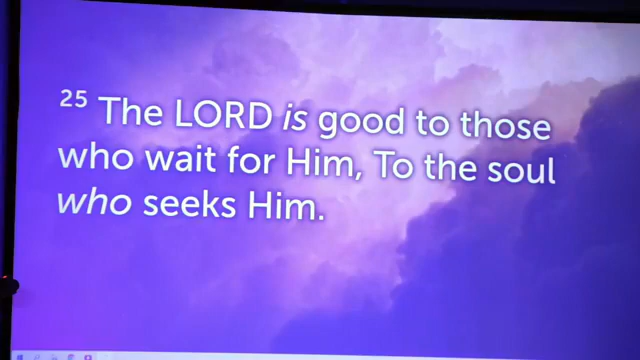 25 The LORD is good to those
who wait for Him, To the soul
who seeks Him.